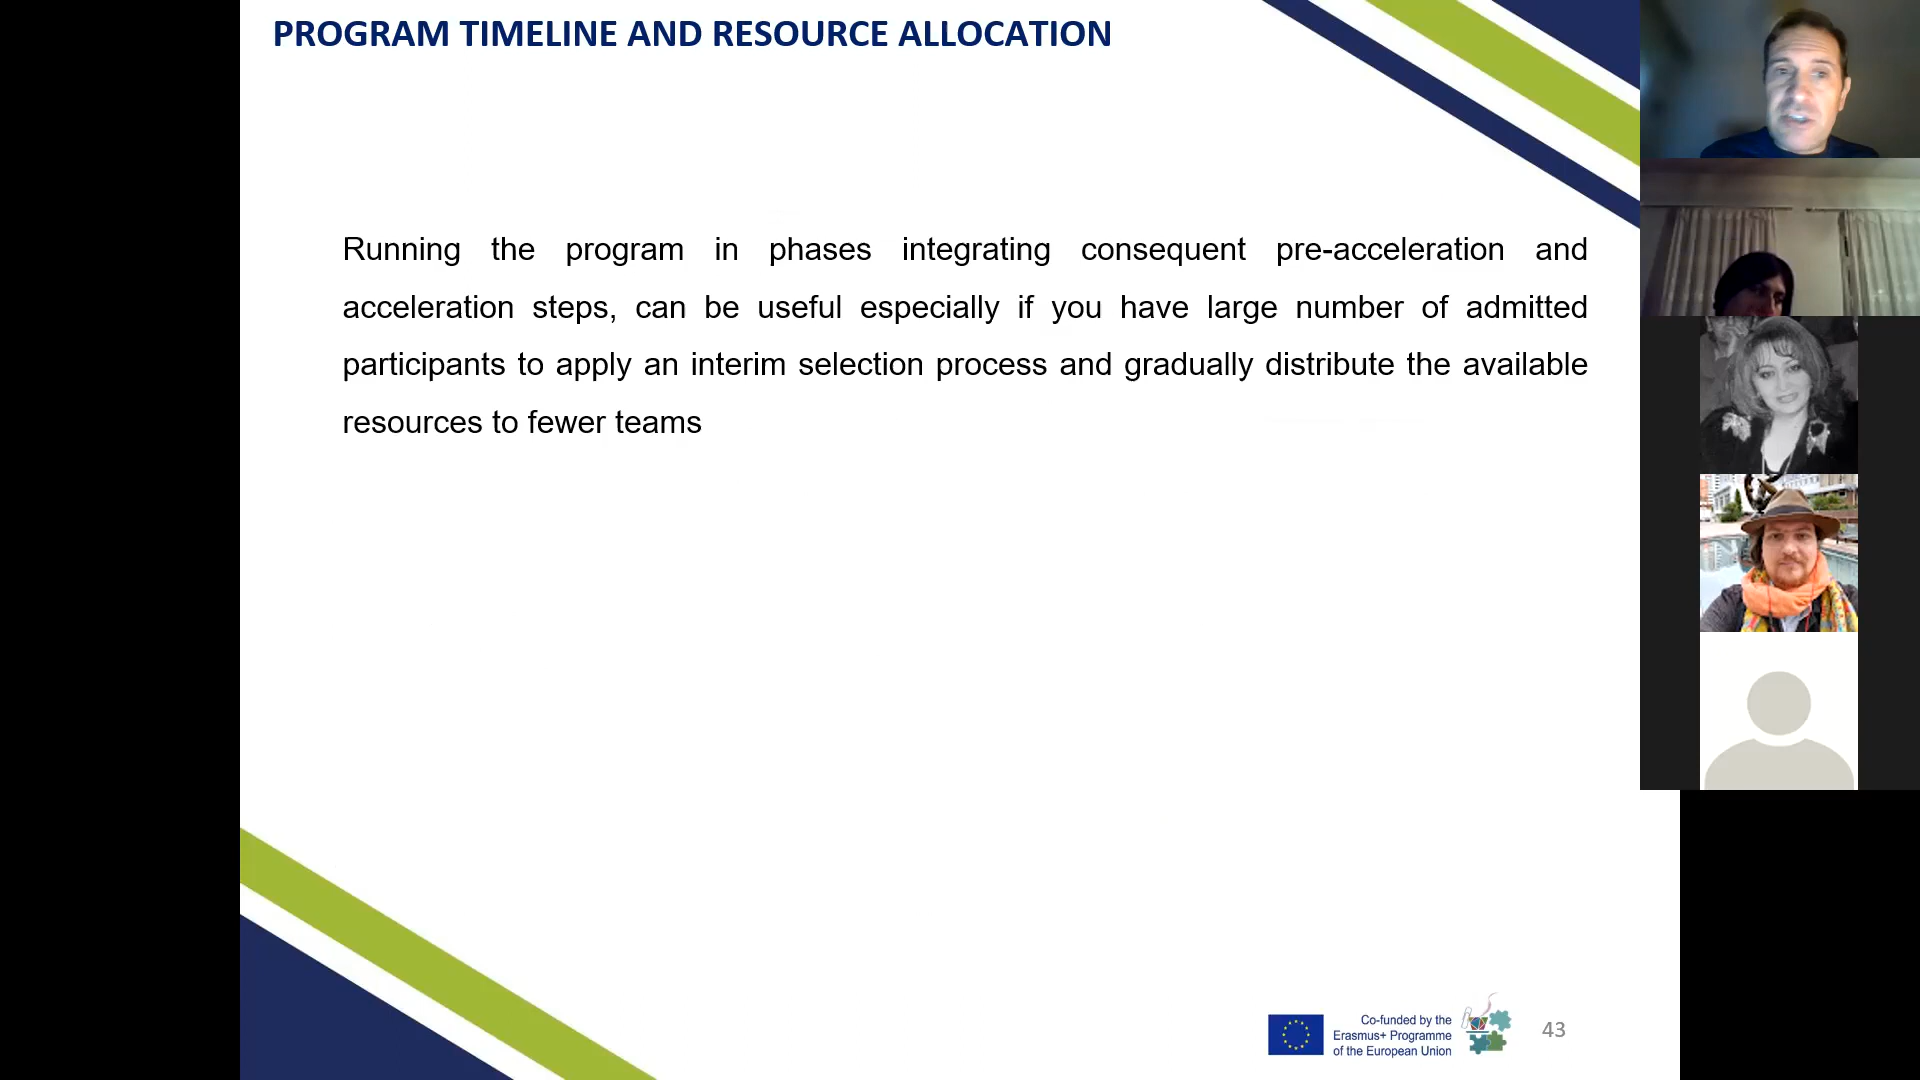 PROGRAM TIMELINE AND RESOURCE ALLOCATION
Running the program in phases integrating consequent pre-acceleration and
acceleration steps, can be useful especially if you have large number of admitted
participants to apply an interim selection process and gradually distribute the available
resources to fewer teams
Co-funded by the
Erasmus+ Programme
of the European Union
43